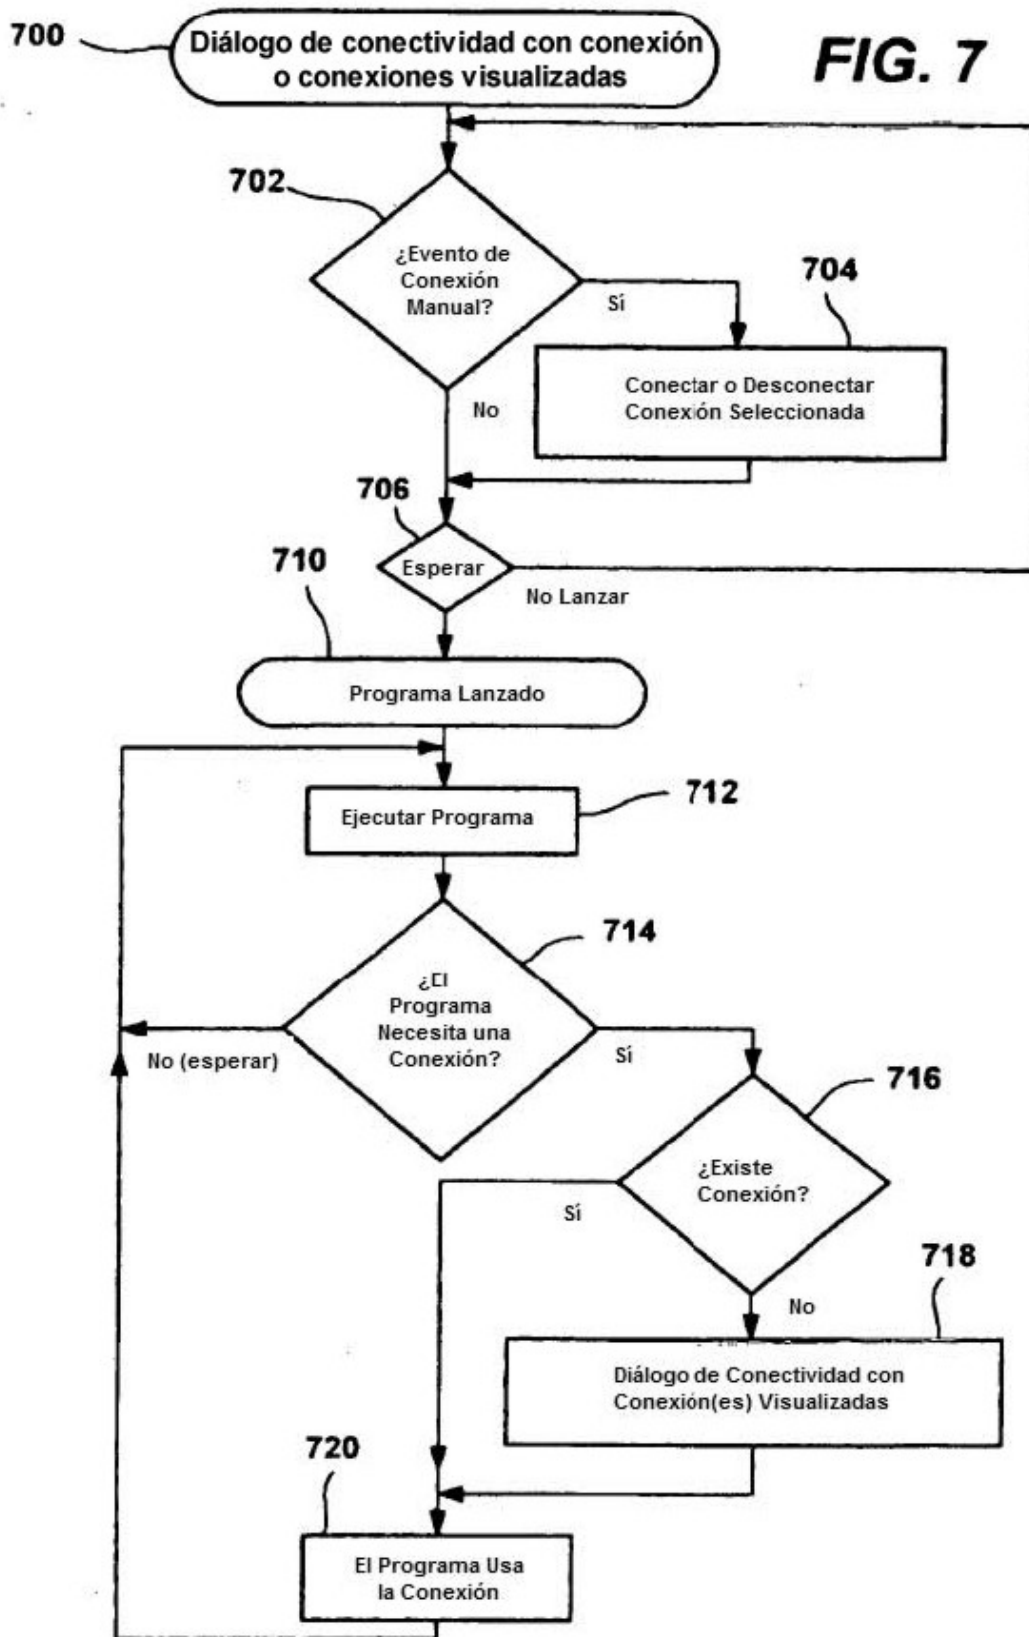 700
Diálogo de conectividad con conexión
o conexiones visualizadas
FIG. 7
702
¿Evento de
Conexión
Manual?
Sí
704
Conectar o Desconectar
Conexión Seleccionada
No
706
Esperar
No Lanzar
710
Programa Lanzado
712
Ejecutar Programa
714
¿El
Programa
Necesita una
Conexión?
No (esperar)
Sí
716
¿Existe
Conexión?
Sí
No
718
Diálogo de Conectividad con
Conexión(es) Visualizadas
720
El Programa Usa
la Conexión